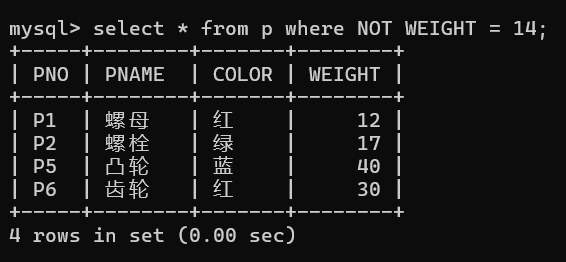 mysql> select * from p where NOT WEIGHT = 14;
+-----+--------+-------+--------+
| PNO | PNAME | COLOR | WEIGHT |
+-----+--------+-------+--------+
| P1 | 螺母 | 红 | 12 |
| P2 | 螺栓 | 绿 | 17 |
| P5 | 凸轮 | 蓝 | 40 |
| P6 | 齿轮 | 红 | 30 |
+-----+--------+-------+--------+
4 rows in set (0.00 sec)